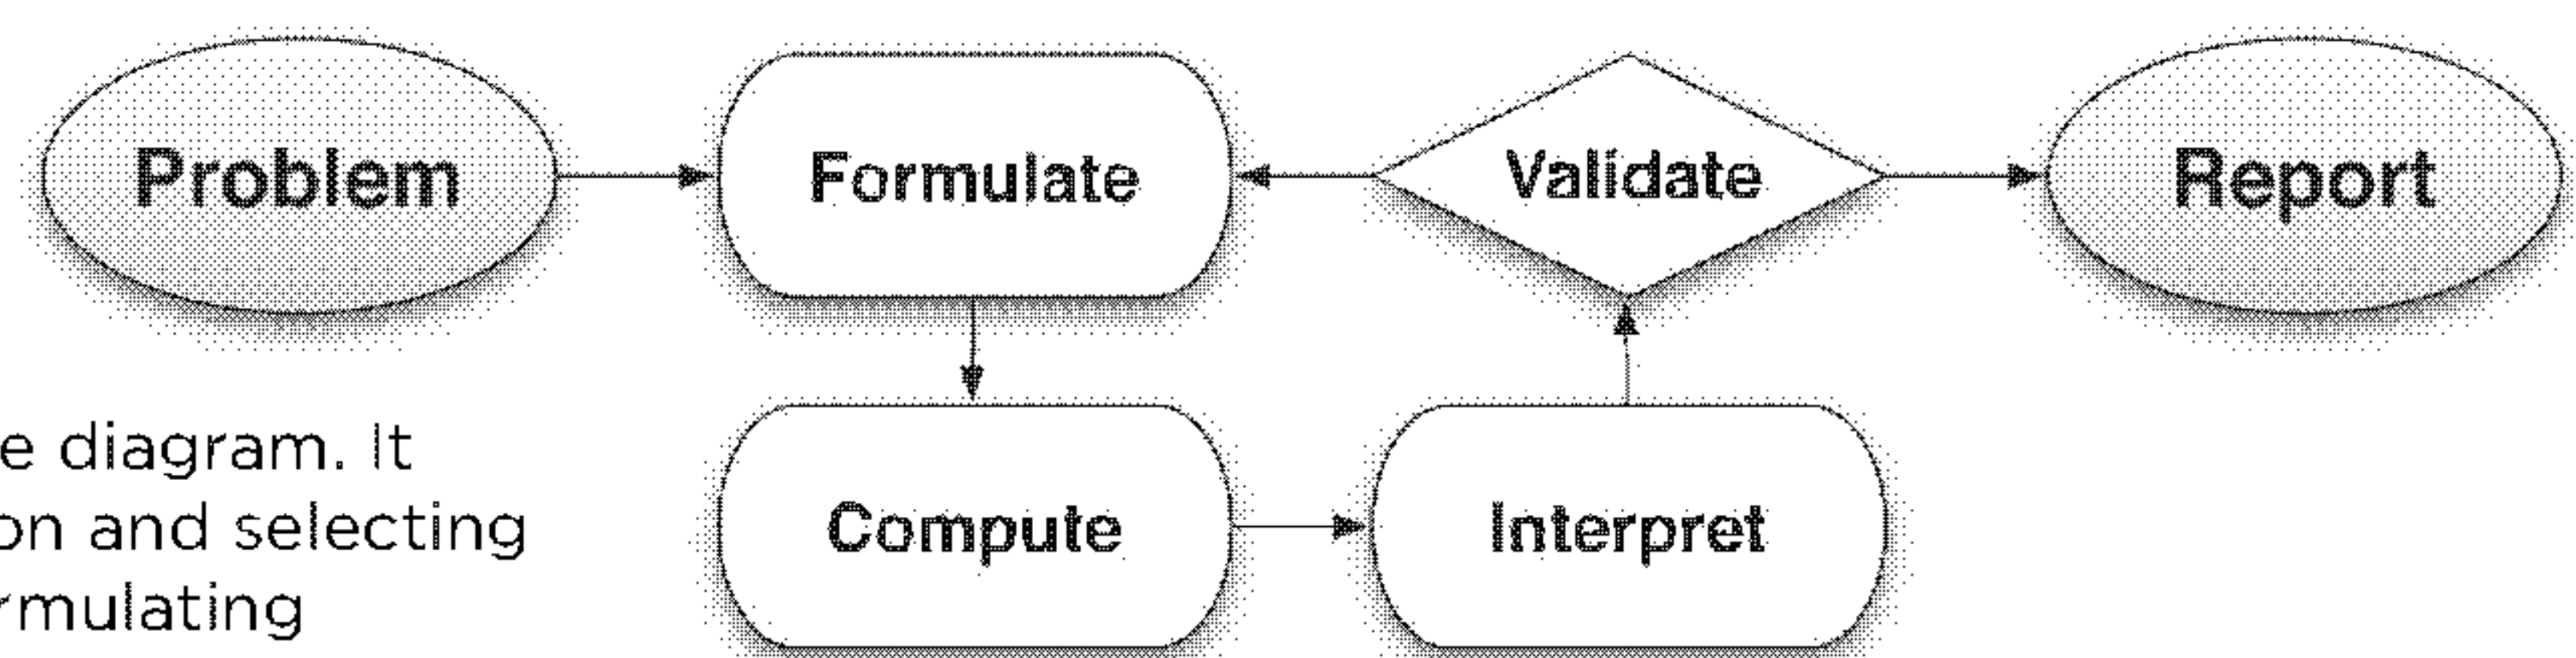 Problem
Formulate
Validate
Report
Compute
Interpret
e diagram. It
on and selecting
rmulating